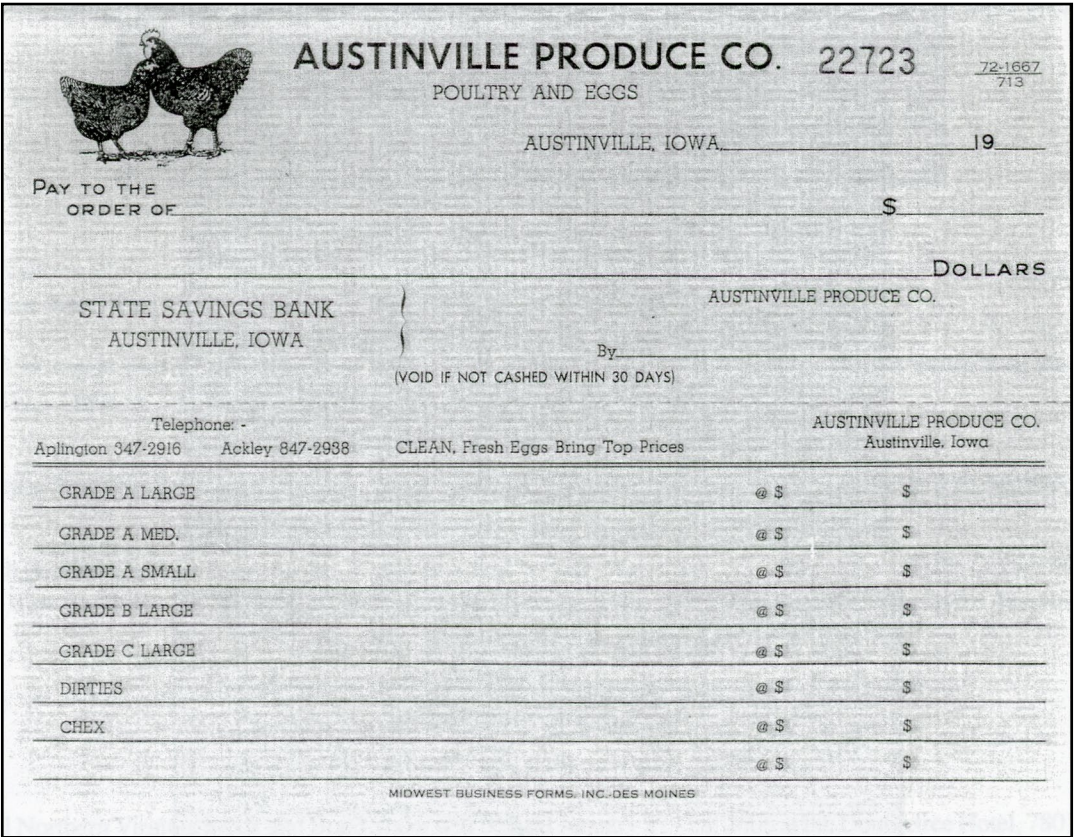 AUSTINVILLE PRODUCE CO. 22723 72-1667
713
POULTRY AND EGGS
AUSTINVILLE, IOWA 19
PAY TO THE
ORDER OF $
DOLLARS
STATE SAVINGS BANK
AUSTINVILLE, IOWA
AUSTINVILLE PRODUCE CO.
By
(VOID IF NOT CASHED WITHIN 30 DAYS)
Telephone: -
Aplington 347-2916 Ackley 847-2938 CLEAN, Fresh Eggs Bring Top Prices
AUSTINVILLE PRODUCE CO.
Austinville, Iowa
GRADE A LARGE @ $ $
GRADE A MED. @ $ $
GRADE A SMALL @ $ $
GRADE B LARGE @ $ $
GRADE C LARGE @ $ $
DIRTIES @ $ $
CHEX @ $ $
@ $ $
MIDWEST BUSINESS FORMS, INC.-DES MOINES